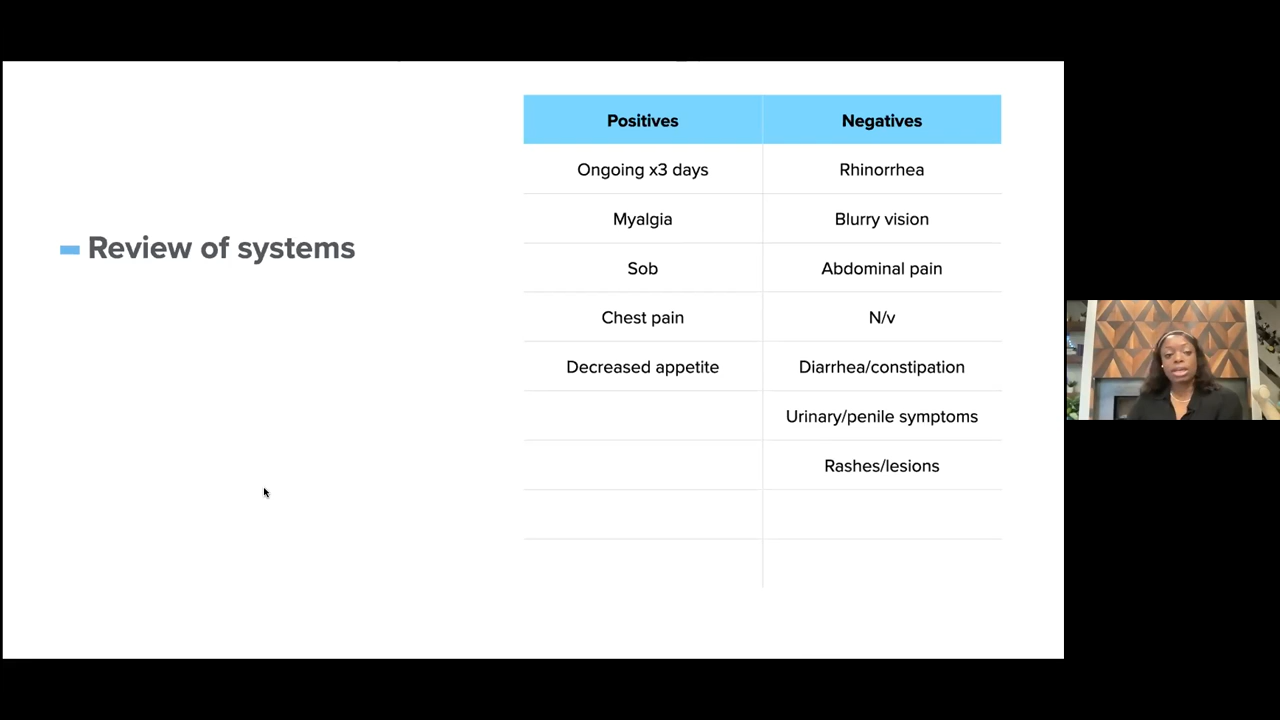 Review of systems
Positives Negatives
Ongoing x3 days Rhinorrhea
Myalgia Blurry vision
Sob Abdominal pain
Chest pain N/v
Decreased appetite Diarrhea/constipation
Urinary/penile symptoms
Rashes/lesions